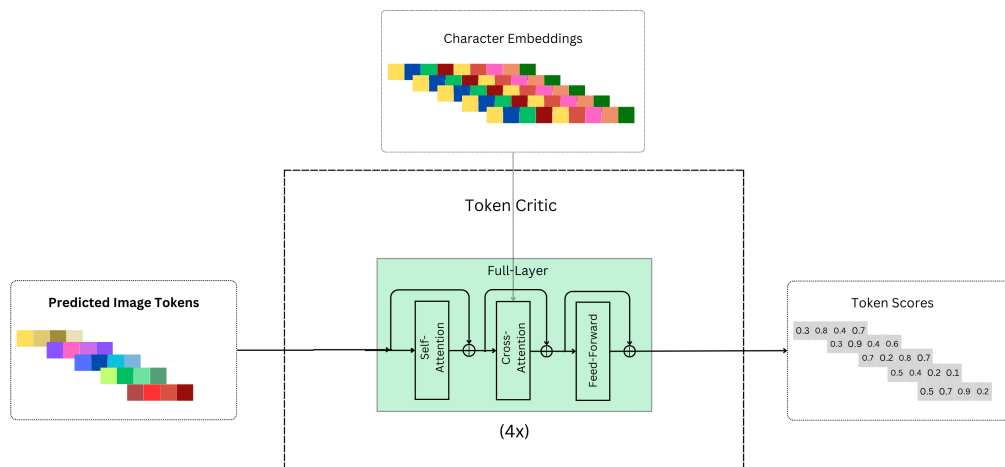 Character Embeddings
Token Critic
Full-Layer
Predicted Image Tokens
Self-
Attention
Cross-
Attention
Feed-Forward
Token Scores
0.3 0.8 0.4 0.7
0.3 0.9 0.4 0.6
0.7 0.2 0.8 0.7
0.5 0.4 0.2 0.1
0.5 0.7 0.9 0.2
(4x)